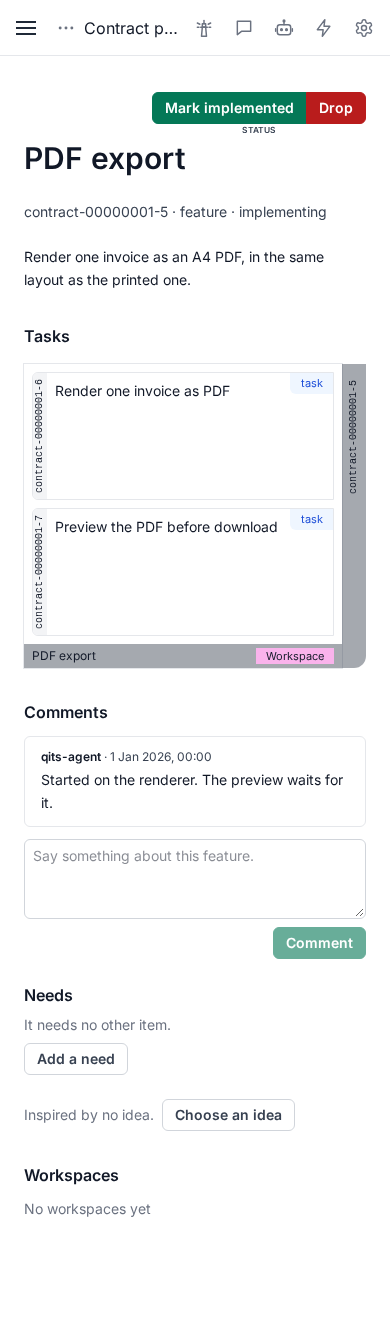 Contract p...
Mark implemented
Drop
STATUS
PDF export
contract-00000001-5 · feature · implementing
Render one invoice as an A4 PDF, in the same
layout as the printed one.
Tasks
contract-00000001-6
Render one invoice as PDF
task
contract-00000001-7
Preview the PDF before download
task
contract-00000001-5
PDF export
Workspace
Comments
qits-agent · 1 Jan 2026, 00:00
Started on the renderer. The preview waits for
it.
Say something about this feature.
Comment
Needs
It needs no other item.
Add a need
Inspired by no idea.
Choose an idea
Workspaces
No workspaces yet